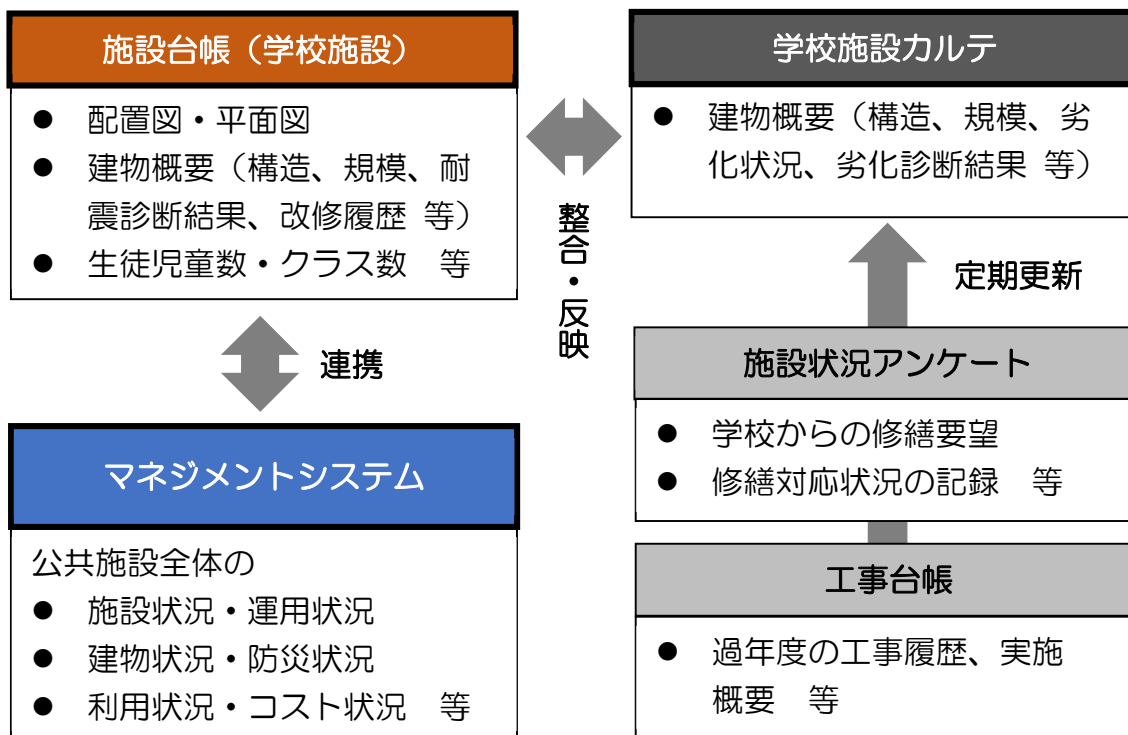 施設台帳（学校施設）
● 配置図・平面図
● 建物概要（構造、規模、耐
震診断結果、改修履歴 等）
● 生徒児童数・クラス数　等
整合・反映
学校施設カルテ
● 建物概要（構造、規模、劣
化状況、劣化診断結果 等）
定期更新
連携
施設状況アンケート
● 学校からの修繕要望
● 修繕対応状況の記録　等
マネジメントシステム
公共施設全体の
● 施設状況・運用状況
● 建物状況・防災状況
● 利用状況・コスト状況　等
工事台帳
● 過年度の工事履歴、実施
概要　等